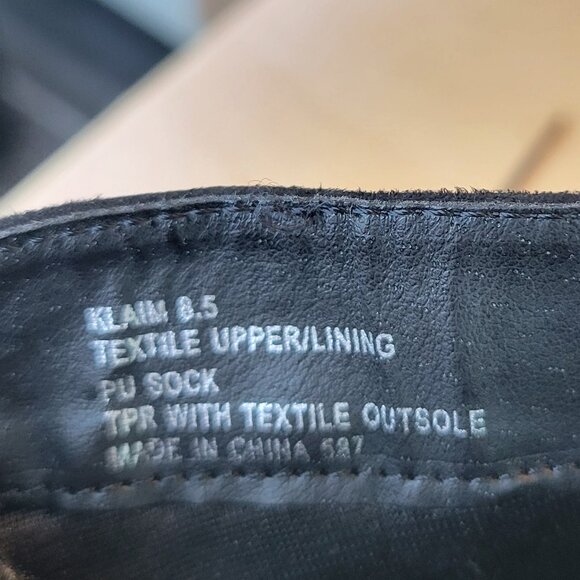 KLAIM 8.5
TEXTILE UPPER/LINING
PU SOCK
TPR WITH TEXTILE OUTSOLE
MADE IN CHINA